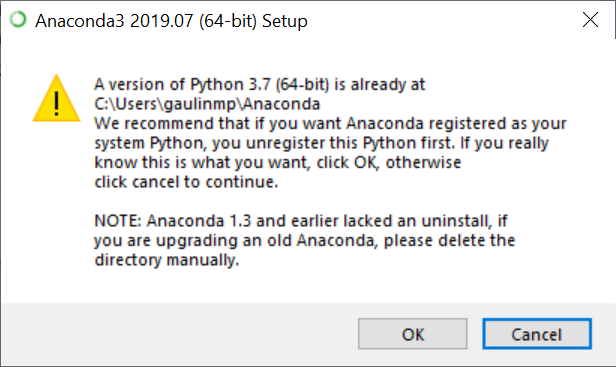 Anaconda3 2019.07 (64-bit) Setup
A version of Python 3.7 (64-bit) is already at
C:\Users\gaulinmp\Anaconda
We recommend that if you want Anaconda registered as your
system Python, you unregister this Python first. If you really
know this is what you want, click OK, otherwise
click cancel to continue.
NOTE: Anaconda 1.3 and earlier lacked an uninstall, if
you are upgrading an old Anaconda, please delete the
directory manually.
OK
Cancel